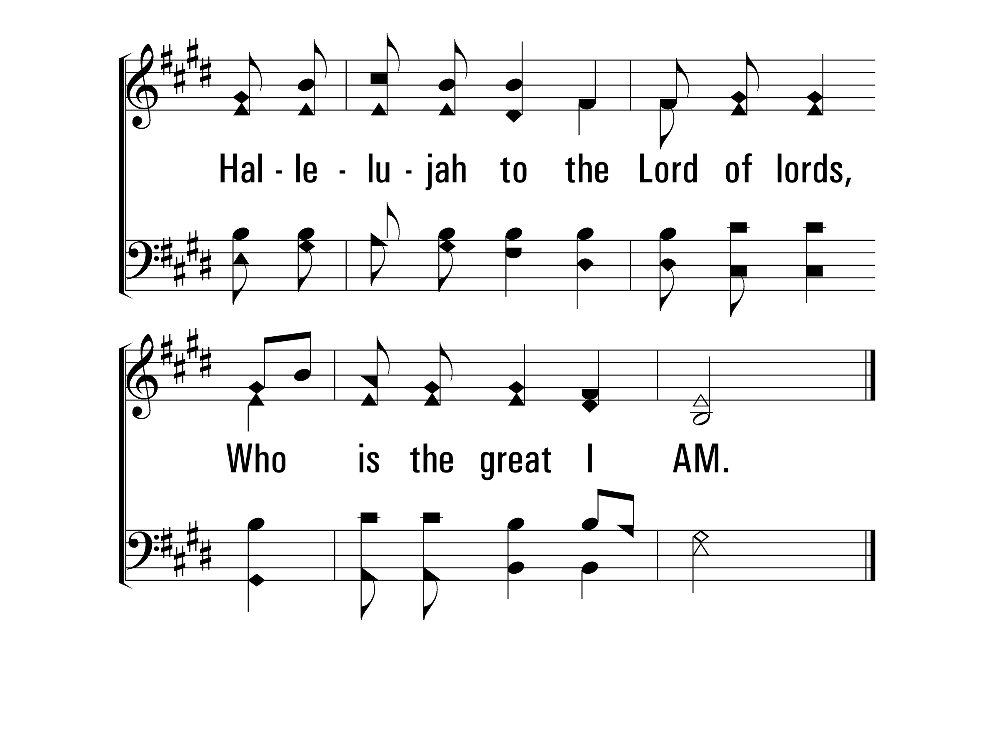 Hal - le - lu - jah to the Lord of lords,
Who is the great I AM.